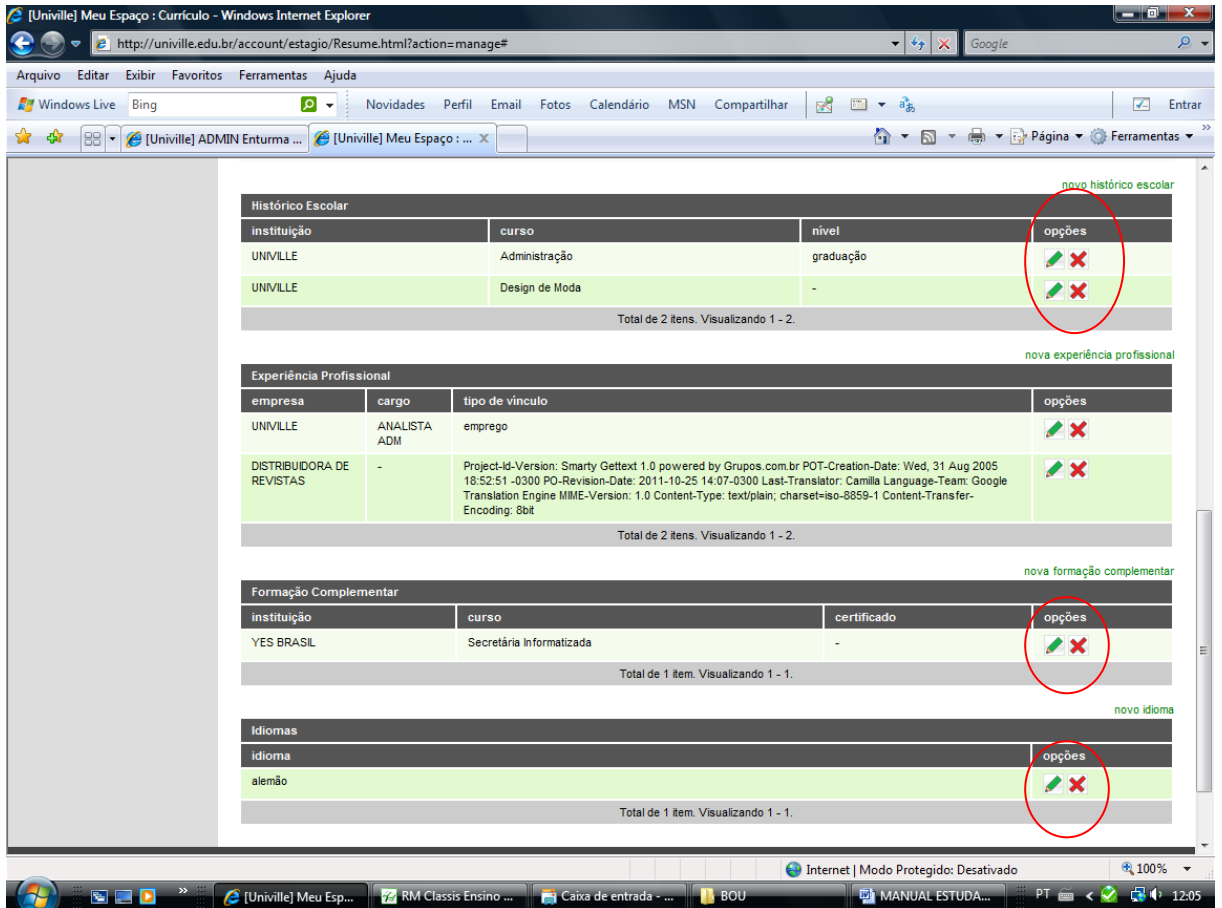 [Univille] Meu Espaço : Currículo - Windows Internet Explorer
http://univille.edu.br/account/estagio/Resume.html?action=manage#
Google
Arquivo Editar Exibir Favoritos Ferramentas Ajuda
Windows Live Bing Novidades Perfil Email Fotos Calendário MSN Compartilhar Entrar
[Univille] ADMIN Enturma ... [Univille] Meu Espaço : ... Página Ferramentas
novo histórico escolar
Histórico Escolar
instituição curso nível opções
UNIVILLE Administração graduação
UNIVILLE Design de Moda -
Total de 2 itens. Visualizando 1 - 2.
nova experiência profissional
Experiência Profissional
empresa cargo tipo de vínculo opções
UNIVILLE ANALISTA ADM emprego
DISTRIBUIDORA DE REVISTAS - Project-Id-Version: Smarty Gettext 1.0 powered by Grupos.com.br POT-Creation-Date: Wed, 31 Aug 2005
18:52:51 -0300 PO-Revision-Date: 2011-10-25 14:07-0300 Last-Translator: Camilla Language-Team: Google
Translation Engine MIME-Version: 1.0 Content-Type: text/plain; charset=iso-8859-1 Content-Transfer-
Encoding: 8bit
Total de 2 itens. Visualizando 1 - 2.
nova formação complementar
Formação Complementar
instituição curso certificado opções
YES BRASIL Secretária Informatizada -
Total de 1 item. Visualizando 1 - 1.
novo idioma
Idiomas
idioma opções
alemão
Total de 1 item. Visualizando 1 - 1.
Internet | Modo Protegido: Desativado 100%
[Univille] Meu Esp... RM Classis Ensino ... Caixa de entrada - ... BOU MANUAL ESTUDA... PT 12:05